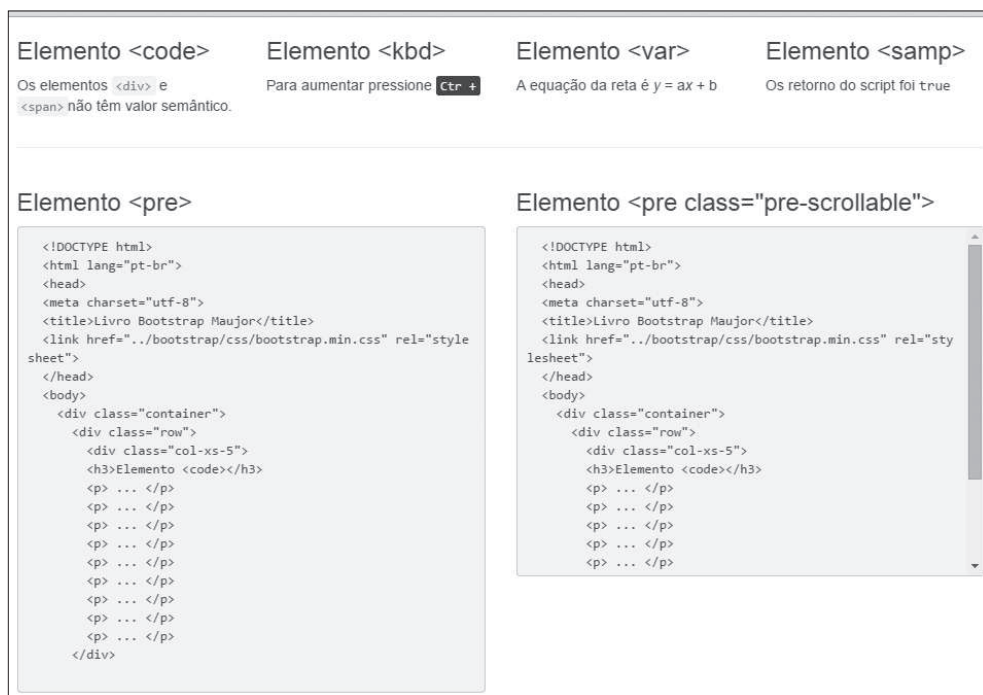 Elemento <code>
Os elementos <div> e
<span> não têm valor semântico.
Elemento <kbd>
Para aumentar pressione Ctr +
Elemento <var>
A equação da reta é y = ax + b
Elemento <samp>
Os retorno do script foi true
Elemento <pre>
<!DOCTYPE html>
<html lang="pt-br">
<head>
<meta charset="utf-8">
<title>Livro Bootstrap Maujor</title>
<link href="../bootstrap/css/bootstrap.min.css" rel="style
sheet">
</head>
<body>
<div class="container">
<div class="row">
<div class="col-xs-5">
<h3>Elemento <code></h3>
<p> ... </p>
<p> ... </p>
<p> ... </p>
<p> ... </p>
<p> ... </p>
<p> ... </p>
<p> ... </p>
<p> ... </p>
<p> ... </p>
</div>
Elemento <pre class="pre-scrollable">
<!DOCTYPE html>
<html lang="pt-br">
<head>
<meta charset="utf-8">
<title>Livro Bootstrap Maujor</title>
<link href="../bootstrap/css/bootstrap.min.css" rel="sty
lesheet">
</head>
<body>
<div class="container">
<div class="row">
<div class="col-xs-5">
<h3>Elemento <code></h3>
<p> ... </p>
<p> ... </p>
<p> ... </p>
<p> ... </p>
<p> ... </p>